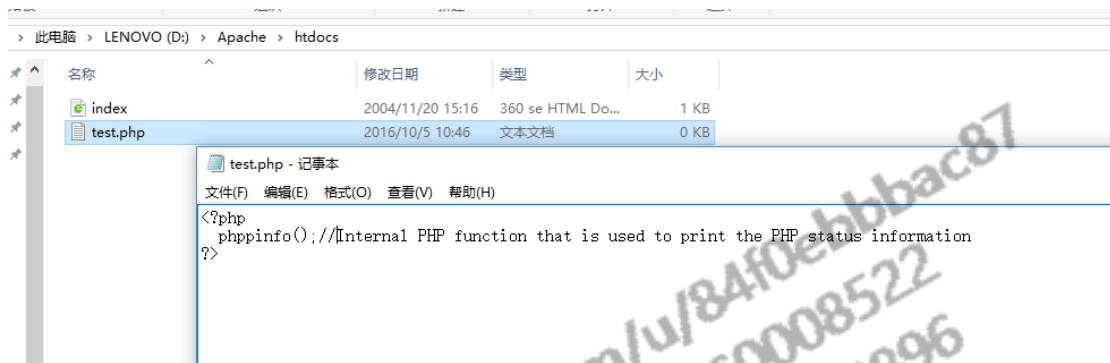 › 此电脑 › LENOVO (D:) › Apache › htdocs
名称 修改日期 类型 大小
index 2004/11/20 15:16 360 se HTML Do... 1 KB
test.php 2016/10/5 10:46 文本文档 0 KB
test.php - 记事本
文件(F) 编辑(E) 格式(O) 查看(V) 帮助(H)
<?php
phppinfo();//Internal PHP function that is used to print the PHP status information
?>
m/u/84f0ebbbac87